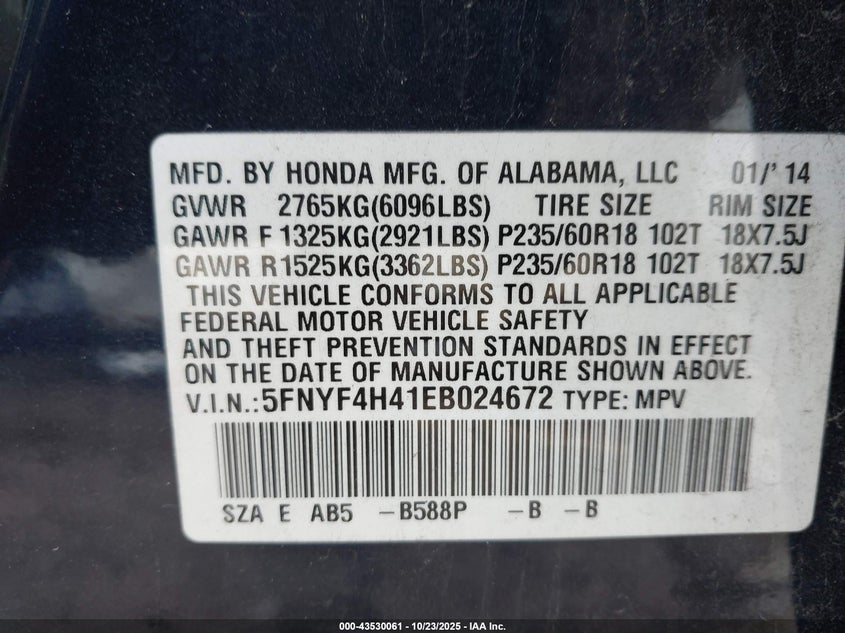 MFD. BY HONDA MFG. OF ALABAMA, LLC 01/' 14
GVWR 2765KG(6096LBS) TIRE SIZE RIM SIZE
GAWR F 1325KG(2921LBS) P235/60R18 102T 18X7.5J
GAWR R1525KG(3362LBS) P235/60R18 102T 18X7.5J
THIS VEHICLE CONFORMS TO ALL APPLICABLE
FEDERAL MOTOR VEHICLE SAFETY
AND THEFT PREVENTION STANDARDS IN EFFECT
ON THE DATE OF MANUFACTURE SHOWN ABOVE.
V.I.N.:5FNYF4H41EB024672 TYPE: MPV
SZA E AB5 -B588P -B -B
000-43530061 - 10/23/2025 - IAA Inc.